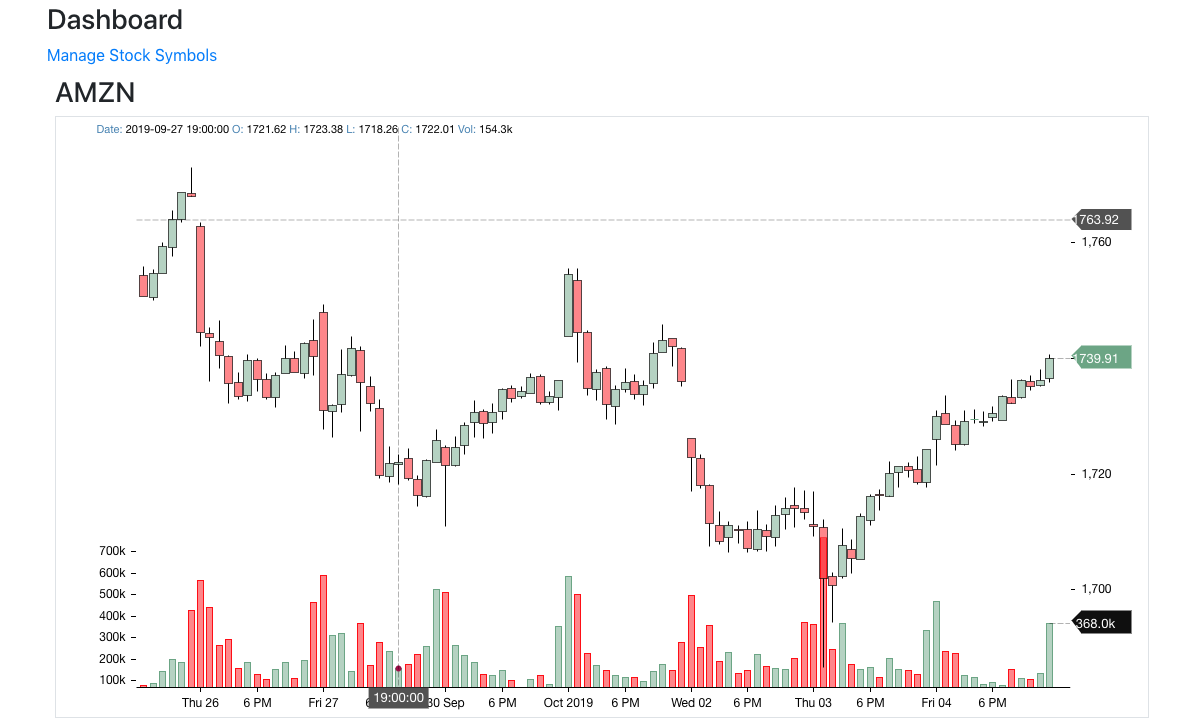 Dashboard
Manage Stock Symbols
AMZN
Date: 2019-09-27 19:00:00 O: 1721.62 H: 1723.38 L: 1718.26 C: 1722.01 Vol: 154.3k
763.92
1,760
739.91
1,720
700k
600k
1,700
500k
400k
368.0k
300k
200k
100k
Thu 26 6 PM Fri 27 19:00:00 30 Sep 6 PM Oct 2019 6 PM Wed 02 6 PM Thu 03 6 PM Fri 04 6 PM